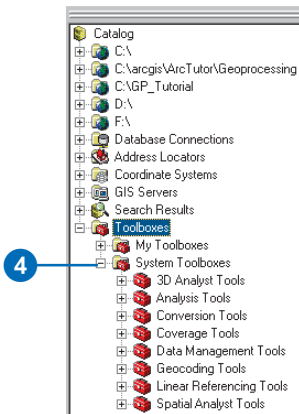 Catalog
C:\
C:\arcgis\ArcTutor\Geoprocessing
C:\GP_Tutorial
D:\
F:\
Database Connections
Address Locators
Coordinate Systems
GIS Servers
Search Results
Toolboxes
My Toolboxes
4 System Toolboxes
3D Analyst Tools
Analysis Tools
Conversion Tools
Coverage Tools
Data Management Tools
Geocoding Tools
Linear Referencing Tools
Spatial Analyst Tools